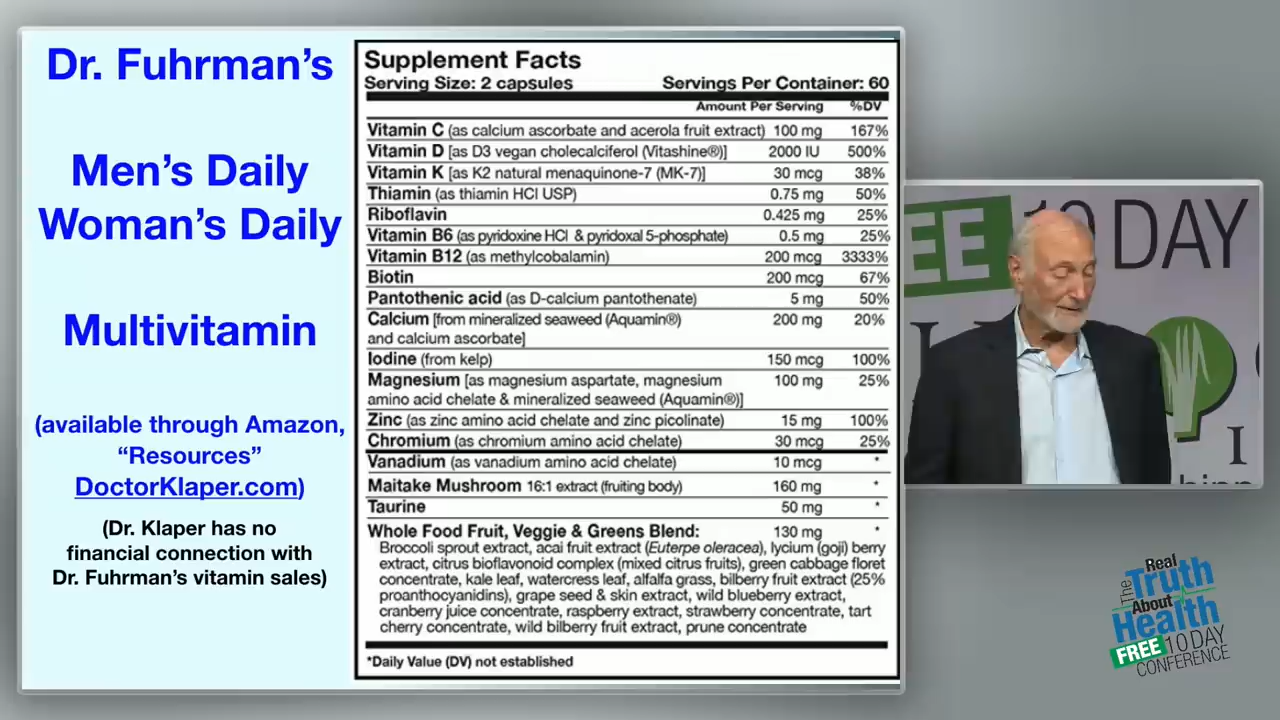 Dr. Fuhrman's
Men's Daily
Woman's Daily
Multivitamin
(available through Amazon,
"Resources"
DoctorKlaper.com)
(Dr. Klaper has no
financial connection with
Dr. Fuhrman's vitamin sales)
Supplement Facts
Serving Size: 2 capsules Servings Per Container: 60
Amount Per Serving %DV
Vitamin C (as calcium ascorbate and acerola fruit extract) 100 mg 167%
Vitamin D [as D3 vegan cholecalciferol (Vitashine®)] 2000 IU 500%
Vitamin K [as K2 natural menaquinone-7 (MK-7)] 30 mcg 38%
Thiamin (as thiamin HCI USP) 0.75 mg 50%
Riboflavin 0.425 mg 25%
Vitamin B6 (as pyridoxine HCI & pyridoxal 5-phosphate) 0.5 mg 25%
Vitamin B12 (as methylcobalamin) 200 mcg 3333%
Biotin 200 mcg 67%
Pantothenic acid (as D-calcium pantothenate) 5 mg 50%
Calcium [from mineralized seaweed (Aquamin®) 200 mg 20%
and calcium ascorbate]
Iodine (from kelp) 150 mcg 100%
Magnesium [as magnesium aspartate, magnesium 100 mg 25%
amino acid chelate & mineralized seaweed (Aquamin®)]
Zinc (as zinc amino acid chelate and zinc picolinate) 15 mg 100%
Chromium (as chromium amino acid chelate) 30 mcg 25%
Vanadium (as vanadium amino acid chelate) 10 mcg *
Maitake Mushroom 16:1 extract (fruiting body) 160 mg *
Taurine 50 mg *
Whole Food Fruit, Veggie & Greens Blend: 130 mg *
Broccoli sprout extract, acai fruit extract (Euterpe oleracea), lycium (goji) berry
extract, citrus bioflavonoid complex (mixed citrus fruits), green cabbage floret
concentrate, kale leaf, watercress leaf, alfalfa grass, bilberry fruit extract (25%
proanthocyanidins), grape seed & skin extract, wild blueberry extract,
cranberry juice concentrate, raspberry extract, strawberry concentrate, tart
cherry concentrate, wild bilberry fruit extract, prune concentrate
*Daily Value (DV) not established
EE 10 DAY
The Real
Truth
About
Health
FREE 10 DAY
CONFERENCE